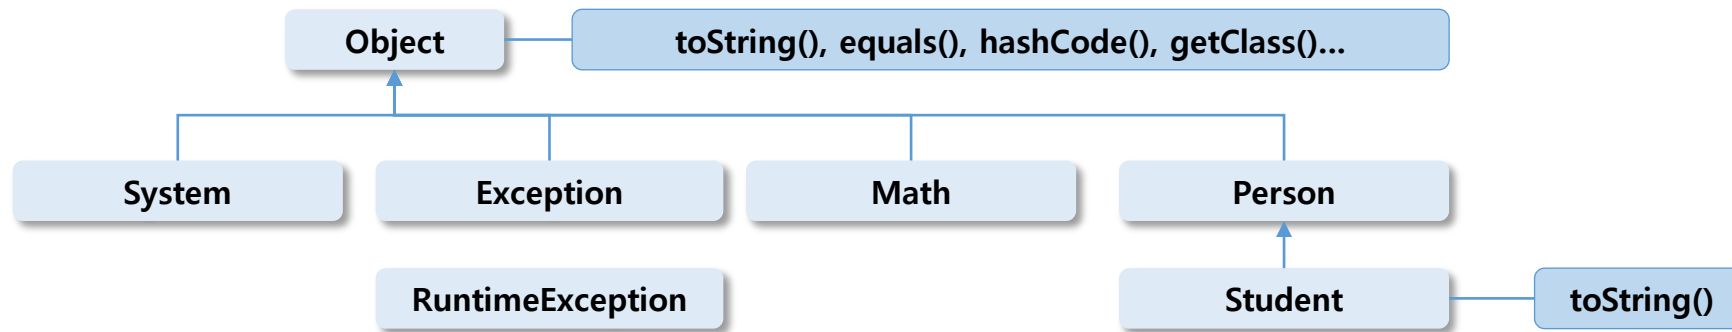 Object
toString(), equals(), hashCode(), getClass()...
System
Exception
Math
Person
RuntimeException
Student
toString()